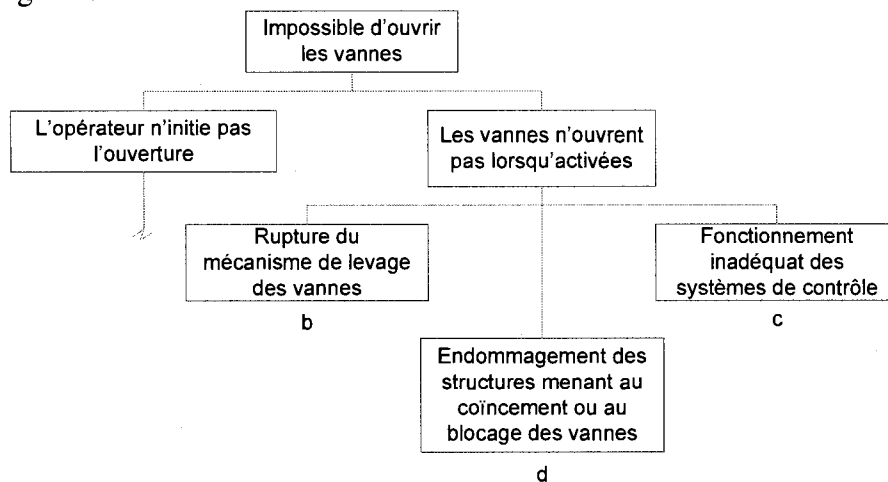 Impossible d'ouvrir
les vannes
L'opérateur n'initie pas
l'ouverture
Les vannes n'ouvrent
pas lorsqu'activées
Rupture du
mécanisme de levage
des vannes
b
Fonctionnement
inadéquat des
systèmes de contrôle
c
Endommagement des
structures menant au
coïncement ou au
blocage des vannes
d